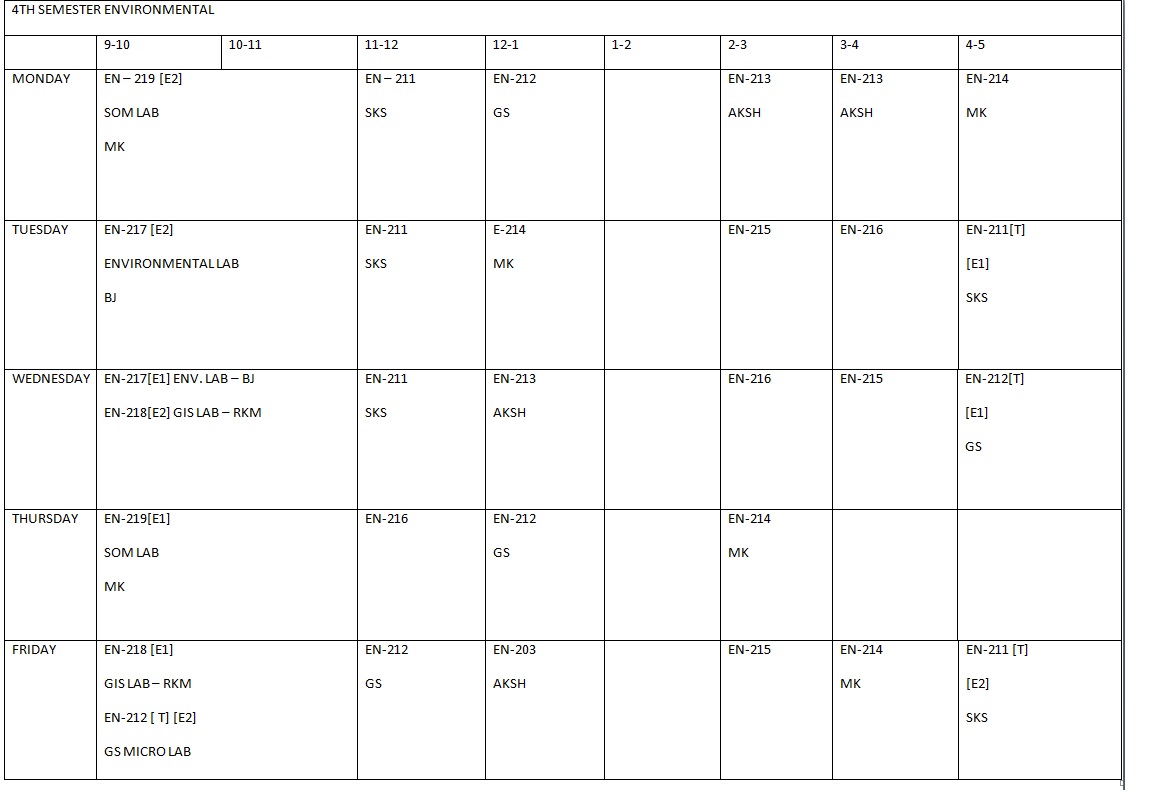 4TH SEMESTER ENVIRONMENTAL
9-10 10-11 11-12 12-1 1-2 2-3 3-4 4-5
MONDAY EN – 219 [E2] EN – 211 EN-212 EN-213 EN-213 EN-214
SOM LAB SKS GS AKSH AKSH MK
MK
TUESDAY EN-217 [E2] EN-211 E-214 EN-215 EN-216 EN-211[T]
ENVIRONMENTAL LAB SKS MK [E1]
BJ SKS
WEDNESDAY EN-217[E1] ENV. LAB – BJ EN-211 EN-213 EN-216 EN-215 EN-212[T]
EN-218[E2] GIS LAB – RKM SKS AKSH [E1]
GS
THURSDAY EN-219[E1] EN-216 EN-212 EN-214
SOM LAB GS MK
MK
FRIDAY EN-218 [E1] EN-212 EN-203 EN-215 EN-214 EN-211 [T]
GIS LAB – RKM GS AKSH MK [E2]
EN-212 [ T] [E2] SKS
GS MICRO LAB